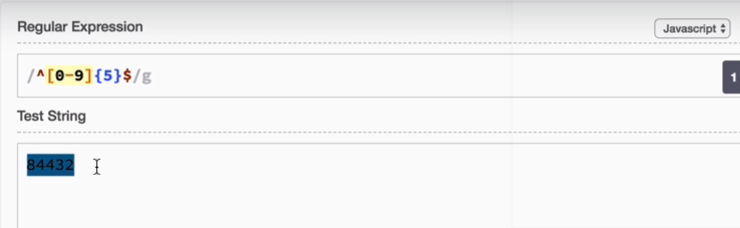 Regular Expression
Javascript
/^[0-9]{5}$/g
1
Test String
84432